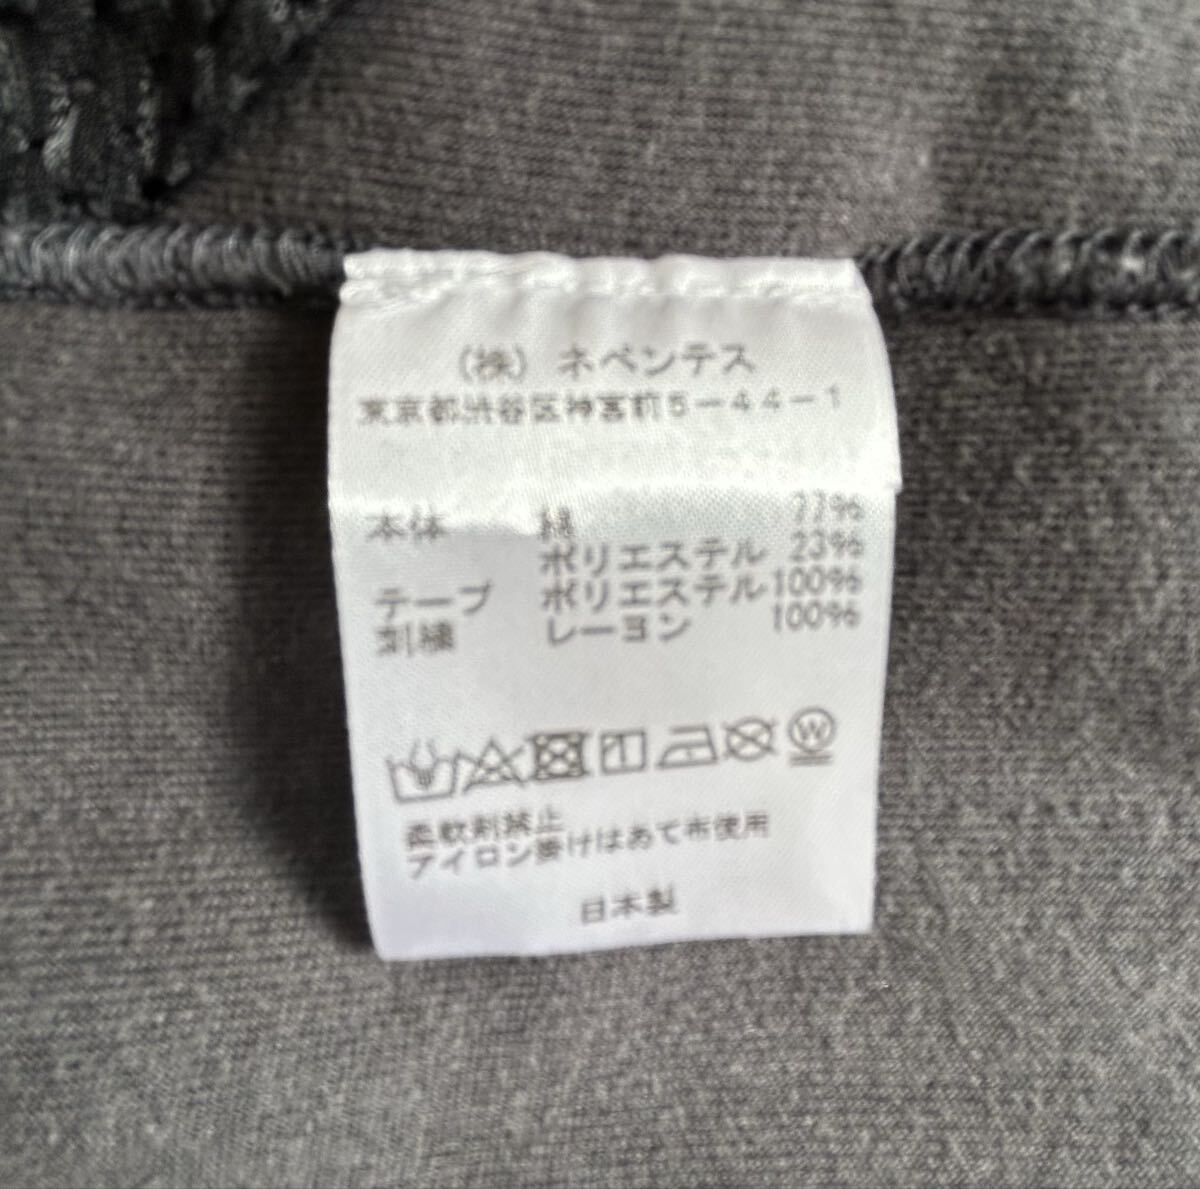 (株) ネペンテス
東京都渋谷区神宮前5-44-1
本体 綿 77%
ポリエステル 23%
テープ ポリエステル 100%
刺繍 レーヨン 100%
W
柔軟剤禁止
アイロン掛けはあて布使用
日本製